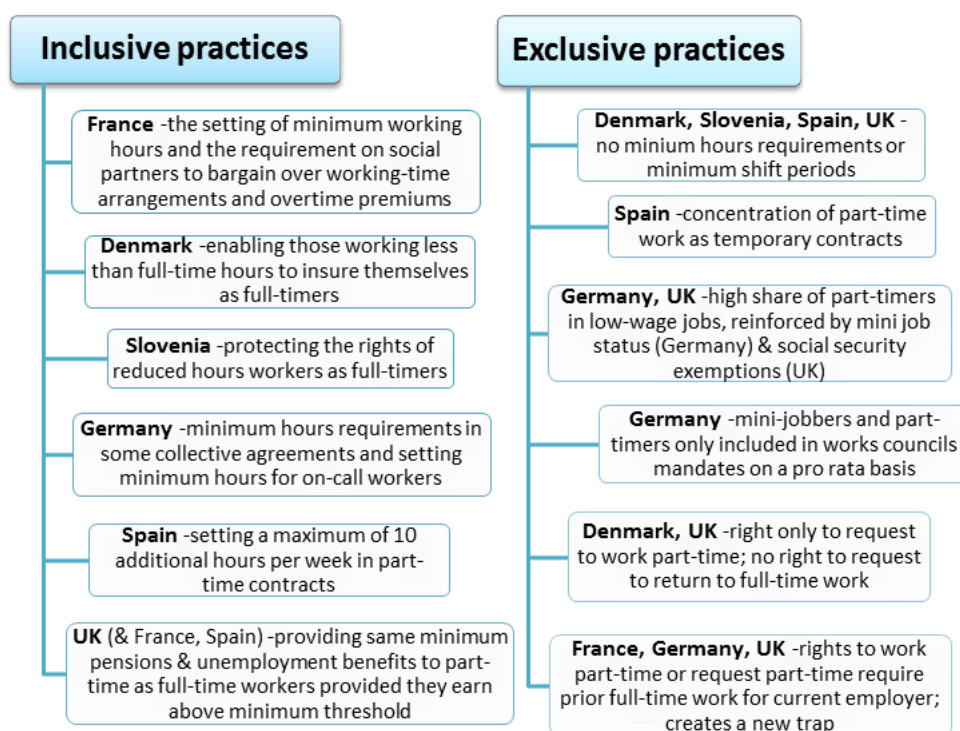 Inclusive practices
France -the setting of minimum working
hours and the requirement on social
partners to bargain over working-time
arrangements and overtime premiums
Denmark -enabling those working less
than full-time hours to insure themselves
as full-timers
Slovenia -protecting the rights of
reduced hours workers as full-timers
Germany -minimum hours requirements in
some collective agreements and setting
minimum hours for on-call workers
Spain -setting a maximum of 10
additional hours per week in part-
time contracts
UK (& France, Spain) -providing same minimum
pensions & unemployment benefits to part-
time as full-time workers provided they earn
above minimum threshold
Exclusive practices
Denmark, Slovenia, Spain, UK -
no minium hours requirements or
minimum shift periods
Spain -concentration of part-time
work as temporary contracts
Germany, UK -high share of part-timers
in low-wage jobs, reinforced by mini job
status (Germany) & social security
exemptions (UK)
Germany -mini-jobbers and part-
timers only included in works councils
mandates on a pro rata basis
Denmark, UK -right only to request
to work part-time; no right to request
to return to full-time work
France, Germany, UK -rights to work
part-time or request part-time require
prior full-time work for current employer;
creates a new trap